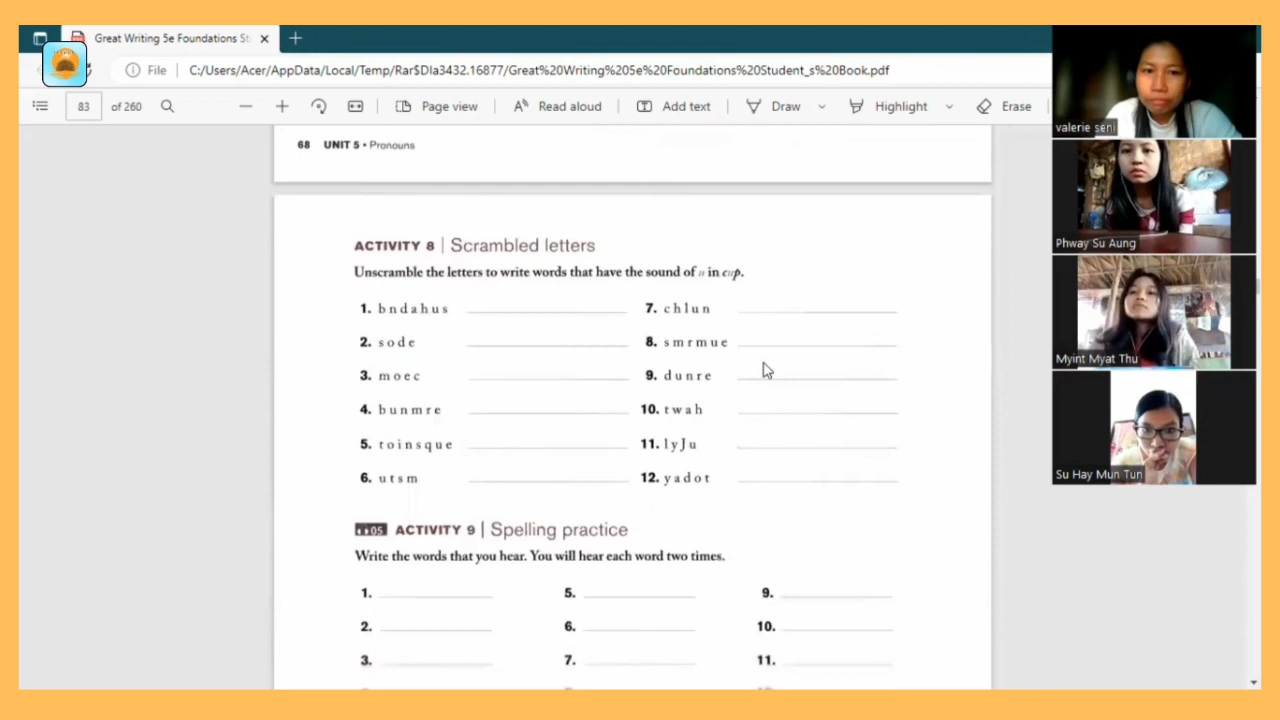 Great Writing 5e Foundations St
File C:/Users/Acer/AppData/Local/Temp/Rar$DIa3432.16877/Great%20Writing%205e%20Foundations%20Student_s%20Book.pdf
83 of 260 Page view Read aloud Add text Draw Highlight Erase
valerie seni
68 UNIT 5 • Pronouns
Phway Su Aung
ACTIVITY 8 | Scrambled letters
Unscramble the letters to write words that have the sound of u in cup.
1. b n d a h u s 7. c h l u n
2. s o d e 8. s m r m u e
Myint Myat Thu
3. m o e c 9. d u n r e
4. b u n m r e 10. t w a h
5. t o i n s q u e 11. l y J u
6. u t s m 12. y a d o t
Su Hay Mun Tun
05 ACTIVITY 9 | Spelling practice
Write the words that you hear. You will hear each word two times.
1. 5. 9.
2. 6. 10.
3. 7. 11.